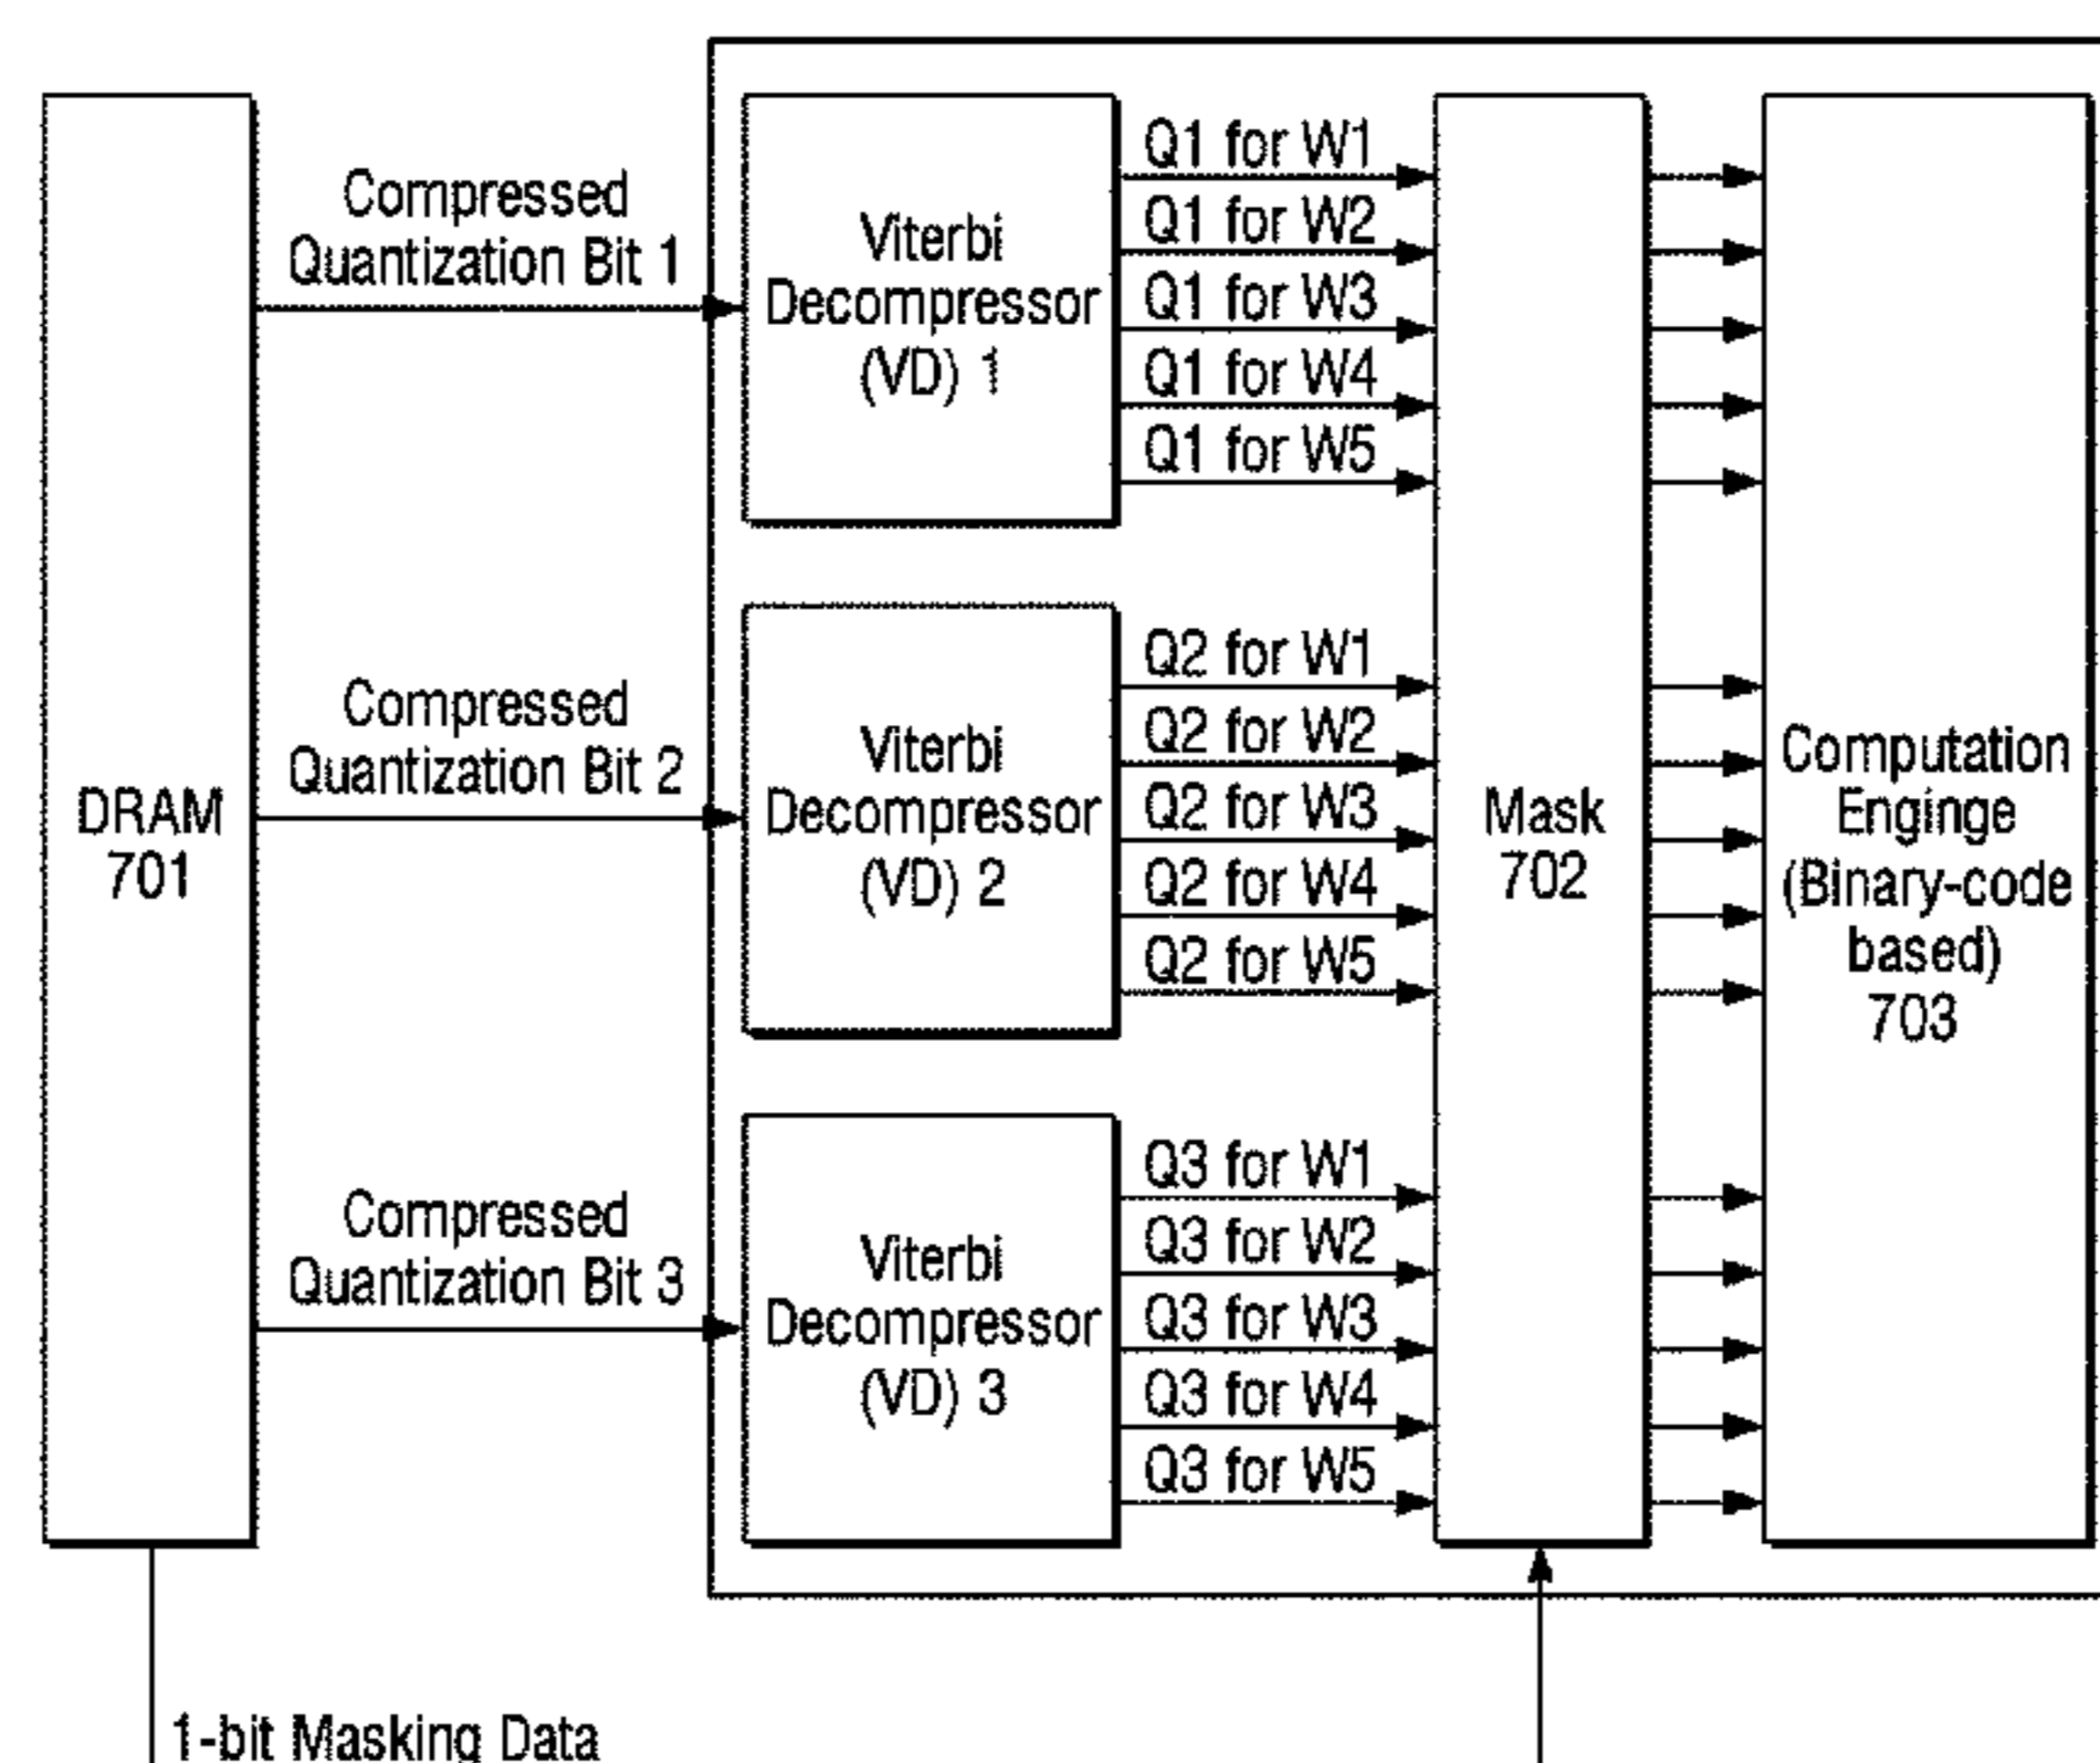 DRAM
701
Compressed
Quantization Bit 1
Compressed
Quantization Bit 2
Compressed
Quantization Bit 3
Viterbi
Decompressor
(VD) 1
Q1 for W1
Q1 for W2
Q1 for W3
Q1 for W4
Q1 for W5
Viterbi
Decompressor
(VD) 2
Q2 for W1
Q2 for W2
Q2 for W3
Q2 for W4
Q2 for W5
Viterbi
Decompressor
(VD) 3
Q3 for W1
Q3 for W2
Q3 for W3
Q3 for W4
Q3 for W5
Mask
702
Computation
Enginge
(Binary-code
based)
703
1-bit Masking Data